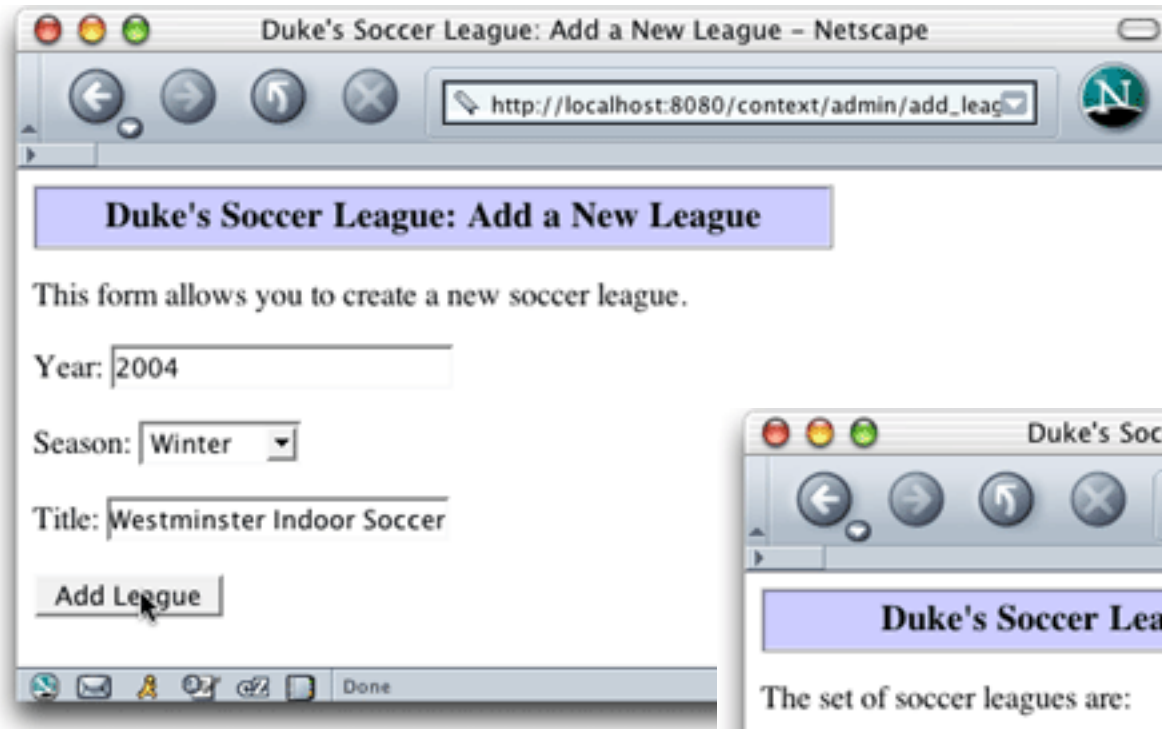 Duke's Soccer League: Add a New League – Netscape
http://localhost:8080/context/admin/add_leag
N
Duke's Soccer League: Add a New League
This form allows you to create a new soccer league.
Year: 2004
Season: Winter
Title: Westminster Indoor Soccer
Add League
Done
Duke's Soc
Duke's Soccer Lea
The set of soccer leagues are: